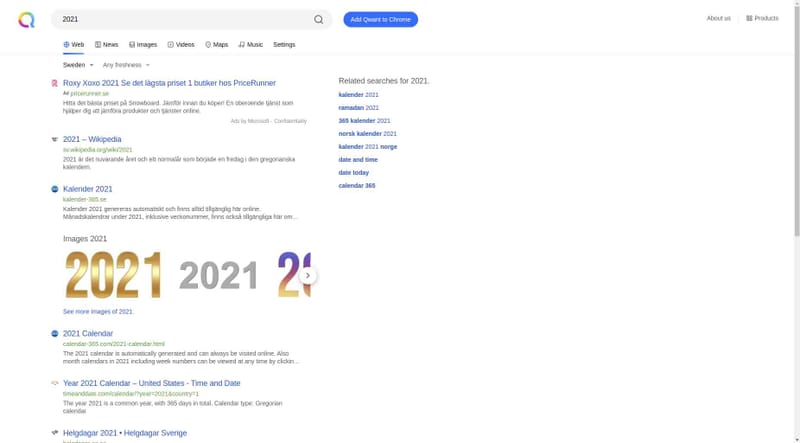 2021
Add Qwant to Chrome
About us
Products
Web
News
Images
Videos
Maps
Music
Settings
Sweden
Any freshness
Roxy Xoxo 2021 Se det lägsta priset 1 butiker hos PriceRunner
Ad pricerunner.se
Hitta det bästa priset på Snowboard. Jämför innan du köper! En oberoende tjänst som
hjälper dig att jämföra produkter och tjänster online.
Ads by Microsoft - Confidentiality
2021 – Wikipedia
sv.wikipedia.org/wiki/2021
2021 är det nuvarande året och ett normalår som började en fredag i den gregorianska
kalendern.
Kalender 2021
kalender-365.se
Kalender 2021 genereras automatiskt och finns alltid tillgänglig här online.
Månadskalendrar under 2021, inklusive veckonummer, finns också tillgängliga här om...
Images 2021
2021
2021
See more images of 2021.
2021 Calendar
calendar-365.com/2021-calendar.html
The 2021 calendar is automatically generated and can always be visited online. Also
month calendars in 2021 including week numbers can be viewed at any time by clickin...
Year 2021 Calendar – United States - Time and Date
timeanddate.com/calendar/?year=2021&country=1
The year 2021 is a common year, with 365 days in total. Calendar type: Gregorian
calendar
Helgdagar 2021 • Helgdagar Sverige
Related searches for 2021.
kalender 2021
ramadan 2021
365 kalender 2021
norsk kalender 2021
kalender 2021 norge
date and time
date today
calendar 365